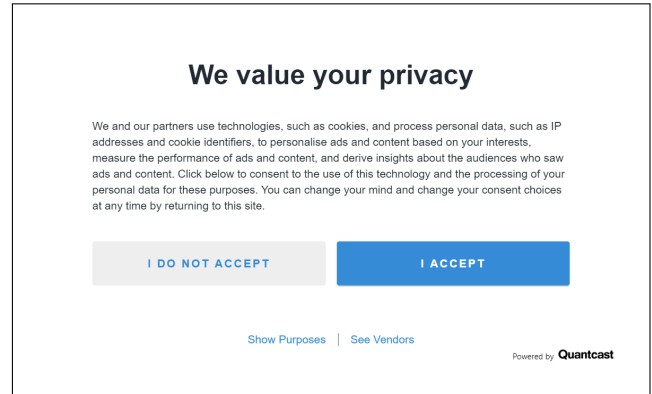 We value your privacy
We and our partners use technologies, such as cookies, and process personal data, such as IP
addresses and cookie identifiers, to personalise ads and content based on your interests,
measure the performance of ads and content, and derive insights about the audiences who saw
ads and content. Click below to consent to the use of this technology and the processing of your
personal data for these purposes. You can change your mind and change your consent choices
at any time by returning to this site.
I DO NOT ACCEPT
I ACCEPT
Show Purposes | See Vendors
Powered by Quantcast